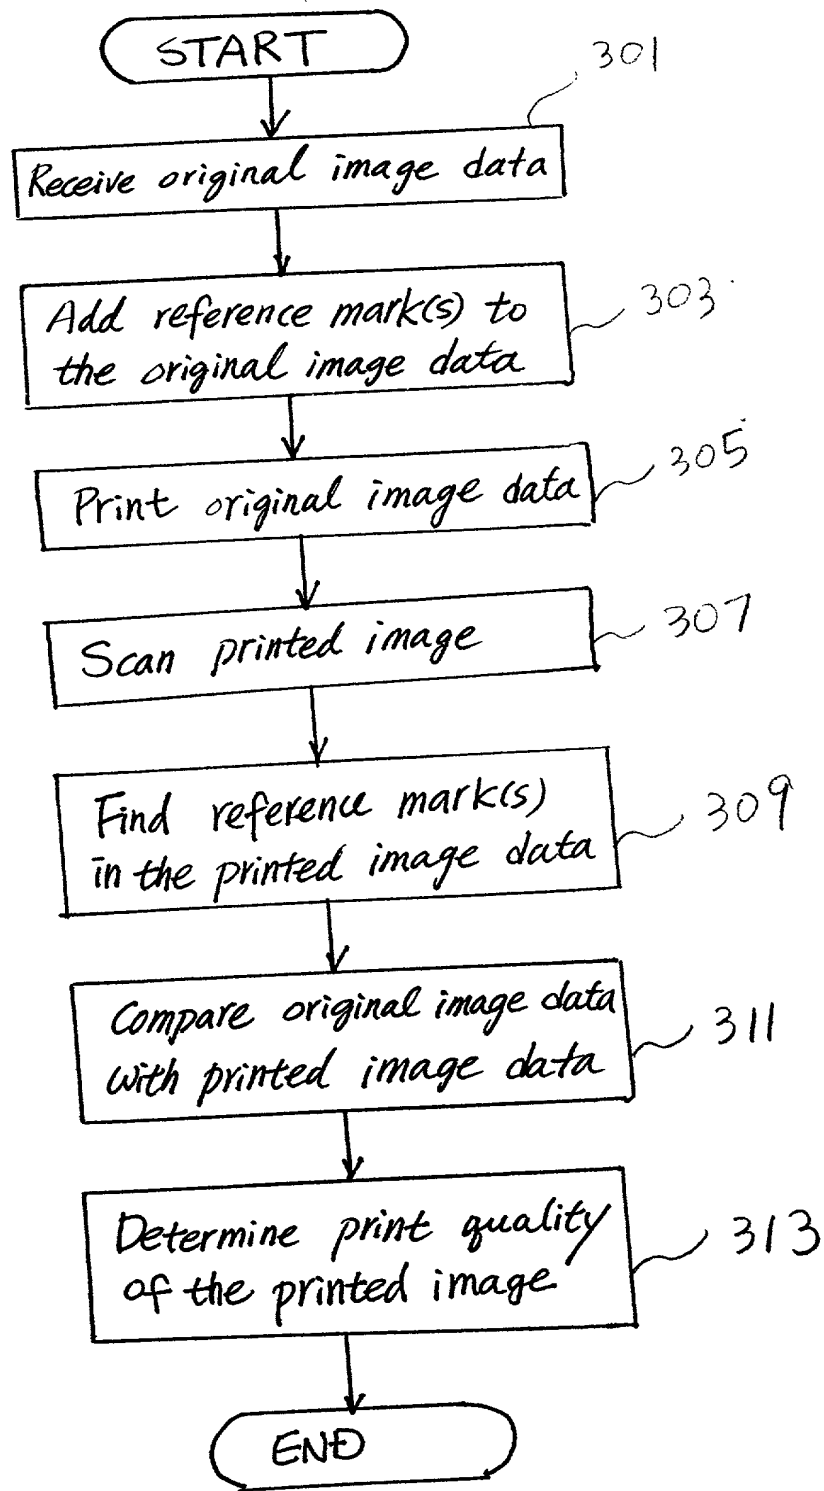 START
301
Receive original image data
Add reference mark(s) to
the original image data
303
Print original image data
305
Scan printed image
307
Find reference mark(s)
in the printed image data
309
Compare original image data
with printed image data
311
Determine print quality
of the printed image
313
END